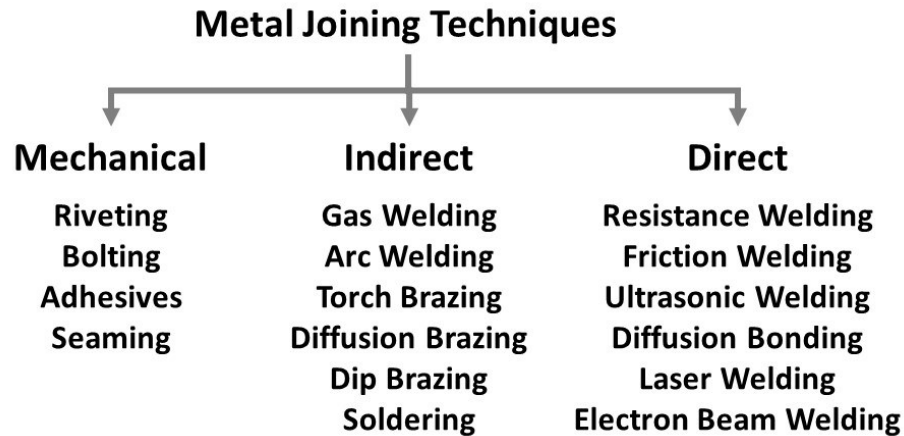 Metal Joining Techniques
Mechanical
Riveting
Bolting
Adhesives
Seaming
Indirect
Gas Welding
Arc Welding
Torch Brazing
Diffusion Brazing
Dip Brazing
Soldering
Direct
Resistance Welding
Friction Welding
Ultrasonic Welding
Diffusion Bonding
Laser Welding
Electron Beam Welding